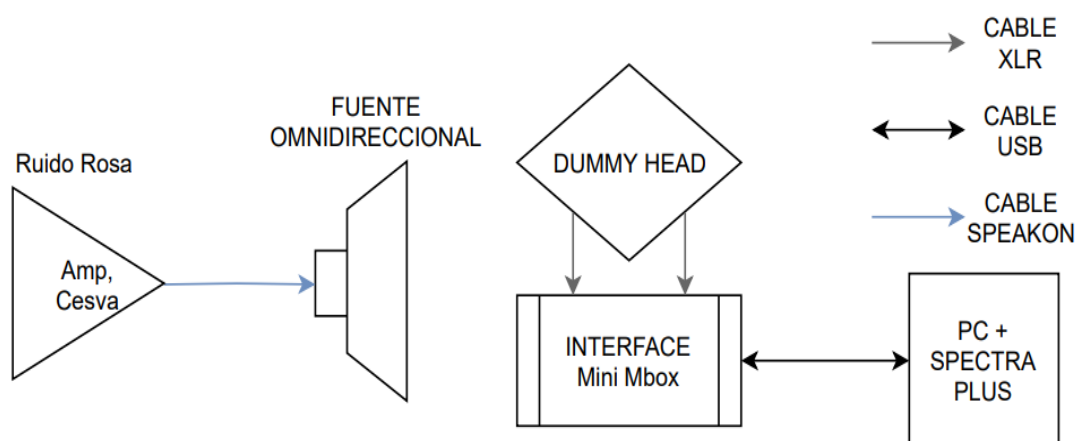 Ruido Rosa
Amp,
Cesva
FUENTE
OMNIDIRECCIONAL
DUMMY HEAD
INTERFACE
Mini Mbox
PC +
SPECTRA
PLUS
CABLE
XLR
CABLE
USB
CABLE
SPEAKON